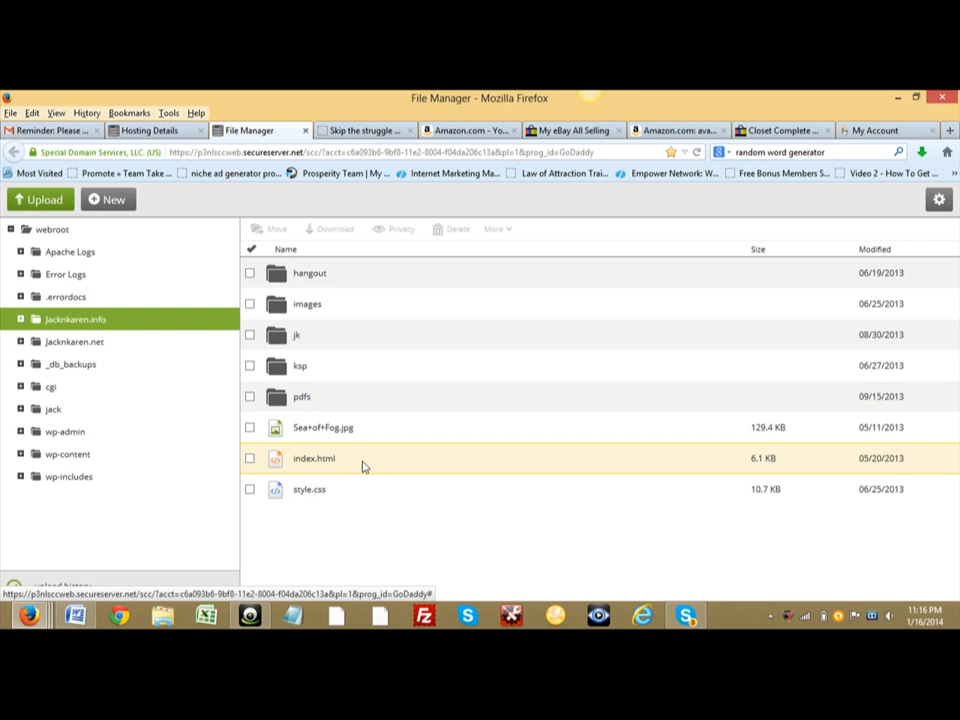 File Manager - Mozilla Firefox
File Edit View History Bookmarks Tools Help
Reminder: Please ... Hosting Details File Manager Skip the struggle ... Amazon.com - Yo... My eBay All Selling Amazon.com: ava... Closet Complete ... My Account
Special Domain Services, LLC. (US) https://p3nlsccweb.secureserver.net/scc/?acct=c6a093b6-9bf8-11e2-8004-f04da206c13a&pl=1&prog_id=GoDaddy random word generator
Most Visited Promote » Team Take ... niche ad generator pro... Prosperity Team | My ... Internet Marketing Ma... Law of Attraction Trai... Empower Network: W... Free Bonus Members S... Video 2 - How To Get ... »
Upload New
webroot Move Download Privacy Delete More
Apache Logs Name Size Modified
Error Logs hangout 06/19/2013
.errordocs images 06/25/2013
Jacknkaren.info jk 08/30/2013
Jacknkaren.net ksp 06/27/2013
_db_backups pdfs 09/15/2013
cgi
jack Sea+of+Fog.jpg 129.4 KB 05/11/2013
wp-admin
wp-content index.html 6.1 KB 05/20/2013
wp-includes style.css 10.7 KB 06/25/2013
https://p3nlsccweb.secureserver.net/scc/?acct=c6a093b6-9bf8-11e2-8004-f04da206c13a&pl=1&prog_id=GoDaddy#
11:16 PM
1/16/2014